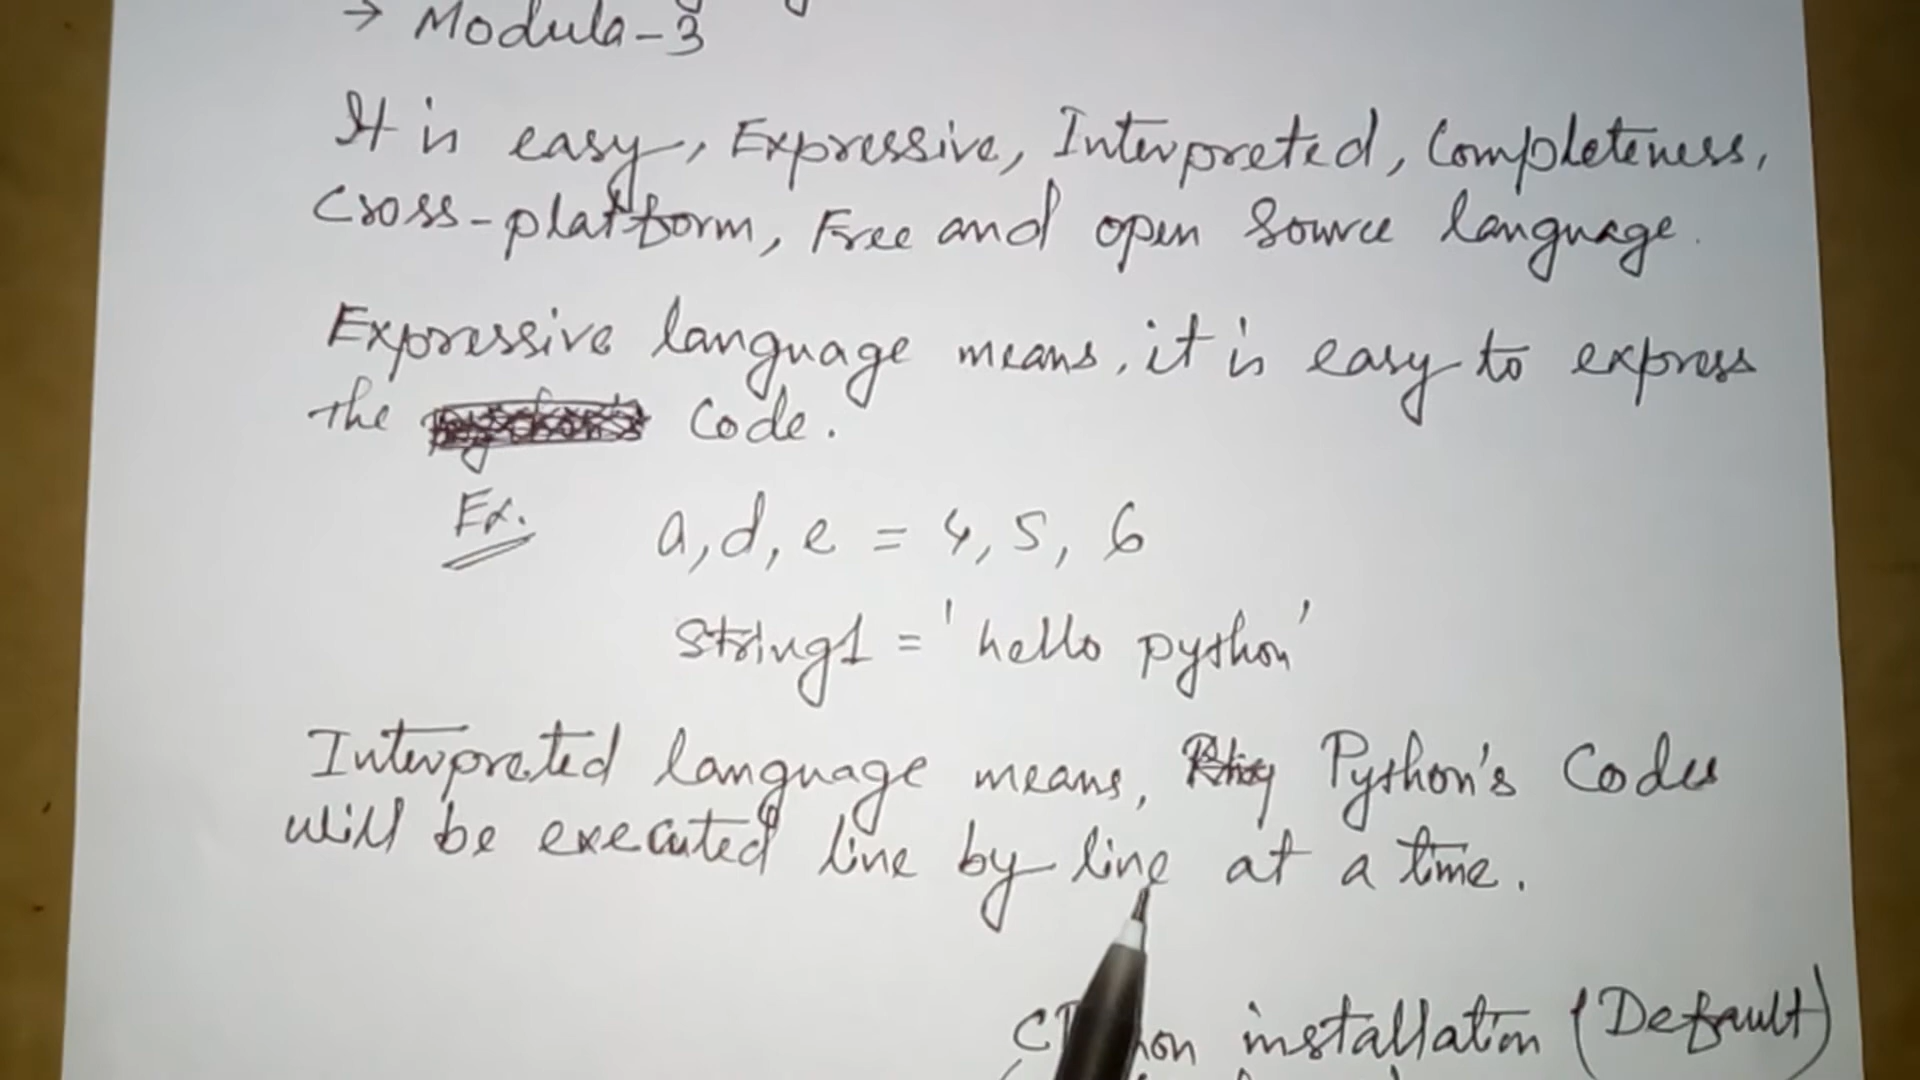 → Modula-3
It is easy, Expressive, Interpreted, Completeness,
Cross-platform, Free and open source language.
Expressive language means, it is easy to express
the Code.
Ex. a, d, e = 4, 5, 6
string1 = 'hello python'
Interpreted language means, Python's Codes
will be executed line by line at a time.
installation (Default)